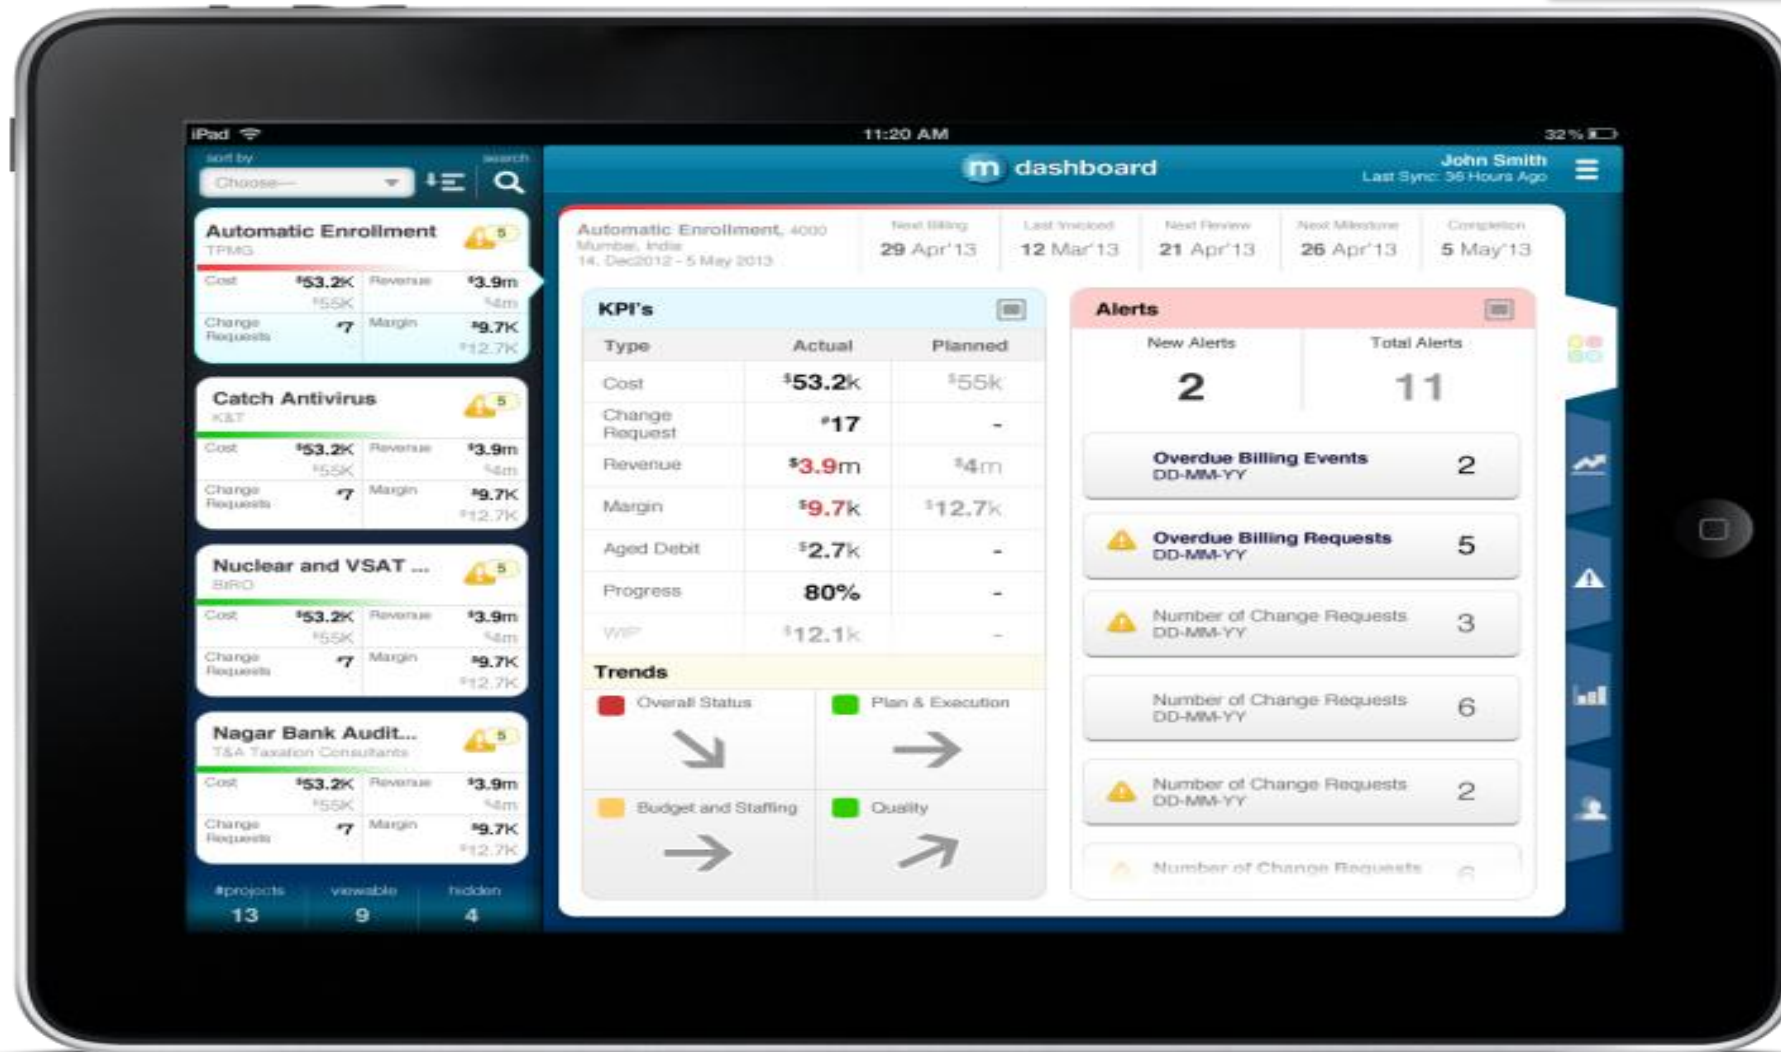 iPad
11:20 AM
32%
sort by
search
Choose---
m dashboard
John Smith
Last Sync: 36 Hours Ago
Automatic Enrollment
TPMG
5
Cost $53.2K Revenue $3.9m
$55K $4m
Change Requests #7 Margin $9.7K
$12.7K
Catch Antivirus
K&T
5
Cost $53.2K Revenue $3.9m
$55K $4m
Change Requests #7 Margin $9.7K
$12.7K
Nuclear and VSAT ...
BIRO
5
Cost $53.2K Revenue $3.9m
$55K $4m
Change Requests #7 Margin $9.7K
$12.7K
Nagar Bank Audit...
T&A Taxation Consultants
5
Cost $53.2K Revenue $3.9m
$55K $4m
Change Requests #7 Margin $9.7K
$12.7K
#projects viewable hidden
13 9 4
Automatic Enrollment, 4000
Mumbai, India
14, Dec2012 - 5 May 2013
Next Billing
29 Apr'13
Last Invoiced
12 Mar'13
Next Review
21 Apr'13
Next Milestone
26 Apr'13
Completion
5 May'13
KPI's
Type Actual Planned
Cost $53.2k $55k
Change Request #17 -
Revenue $3.9m $4m
Margin $9.7k $12.7k
Aged Debit $2.7k -
Progress 80% -
WIP $12.1k -
Trends
Overall Status
Plan & Execution
Budget and Staffing
Quality
Alerts
New Alerts Total Alerts
2 11
Overdue Billing Events 2
DD-MM-YY
Overdue Billing Requests 5
DD-MM-YY
Number of Change Requests 3
DD-MM-YY
Number of Change Requests 6
DD-MM-YY
Number of Change Requests 2
DD-MM-YY
Number of Change Requests 6